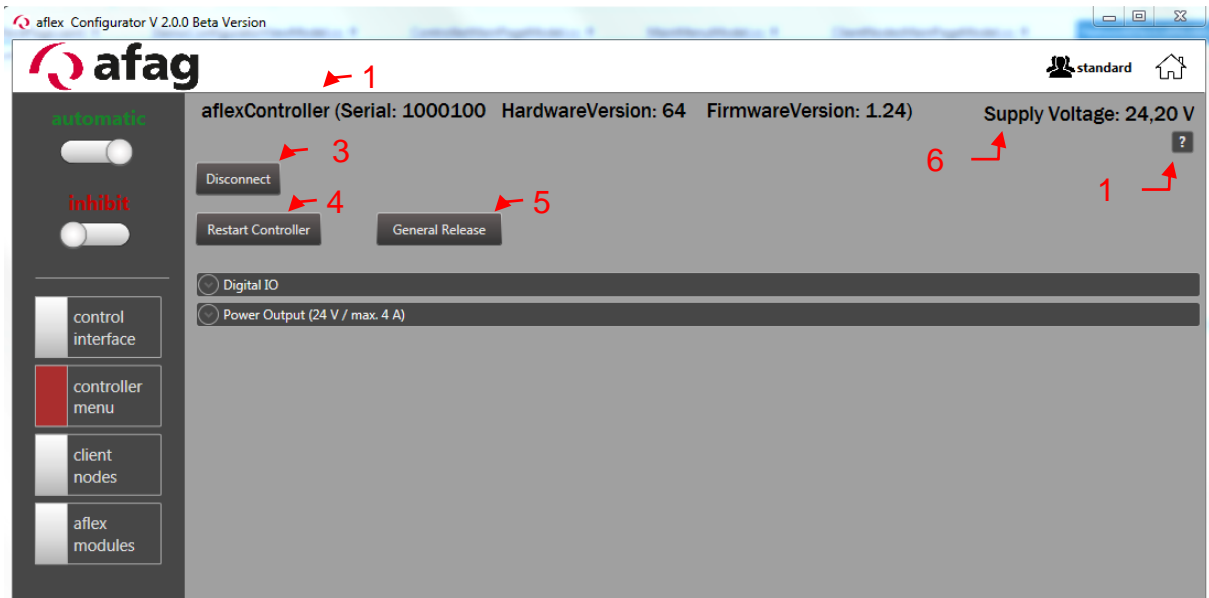 aflex Configurator V 2.0.0 Beta Version
afag
standard
1
automatic
aflexController (Serial: 1000100 HardwareVersion: 64 FirmwareVersion: 1.24)
Supply Voltage: 24,20 V
?
3
6
Disconnect
1
inhibit
4
5
Restart Controller
General Release
Digital IO
Power Output (24 V / max. 4 A)
control
interface
controller
menu
client
nodes
aflex
modules